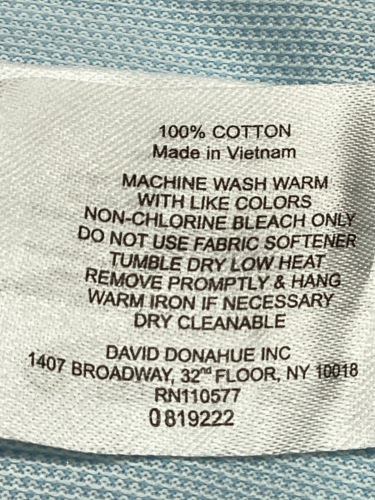 100% COTTON
Made in Vietnam
MACHINE WASH WARM
WITH LIKE COLORS
NON-CHLORINE BLEACH ONLY
DO NOT USE FABRIC SOFTENER
TUMBLE DRY LOW HEAT
REMOVE PROMPTLY & HANG
WARM IRON IF NECESSARY
DRY CLEANABLE
DAVID DONAHUE INC
1407 BROADWAY, 32nd FLOOR, NY 10018
RN110577
0819222